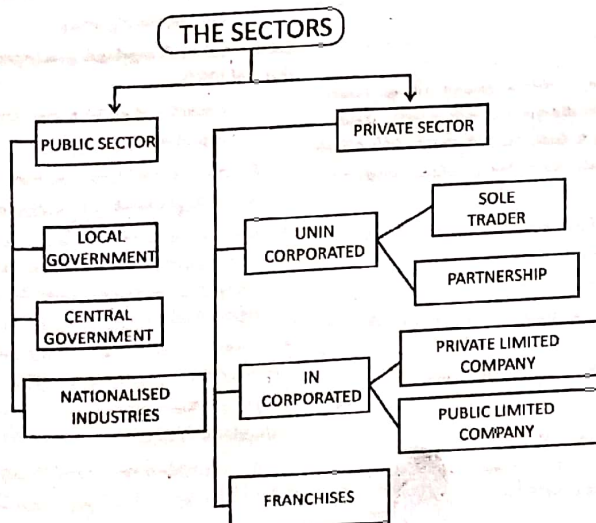 THE SECTORS
PUBLIC SECTOR
PRIVATE SECTOR
LOCAL
GOVERNMENT
CENTRAL
GOVERNMENT
NATIONALISED
INDUSTRIES
UNIN
CORPORATED
SOLE
TRADER
PARTNERSHIP
IN
CORPORATED
PRIVATE LIMITED
COMPANY
PUBLIC LIMITED
COMPANY
FRANCHISES